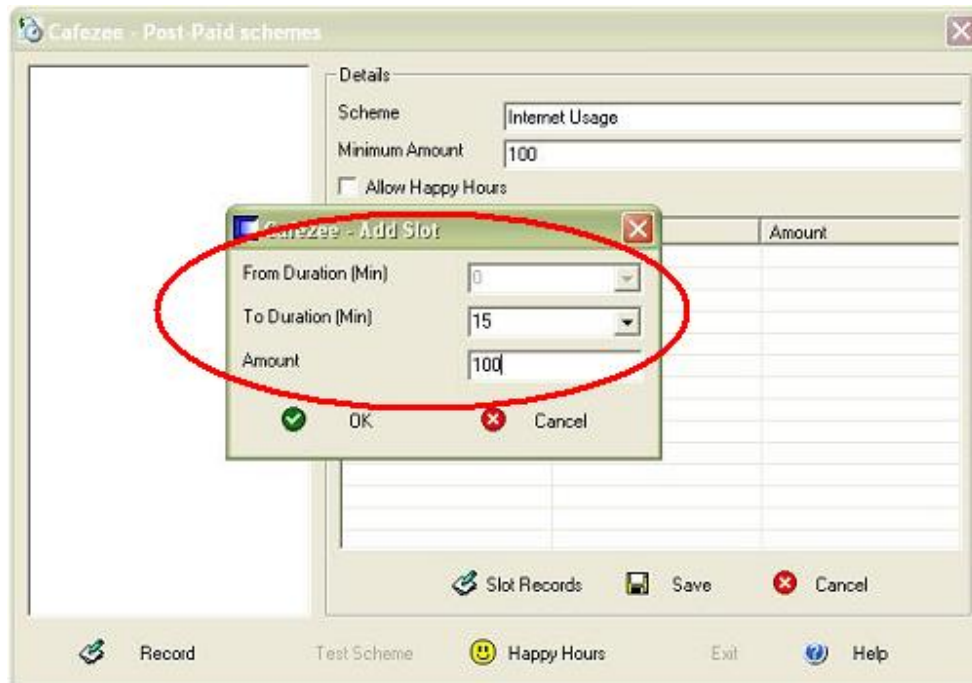 Cafezee - Post-Paid schemes
Details
Scheme
Internet Usage
Minimum Amount
100
Allow Happy Hours
Amount
Cafezee - Add Slot
From Duration (Min)
0
To Duration (Min)
15
Amount
100
OK
Cancel
Slot Records
Save
Cancel
Record
Test Scheme
Happy Hours
Exit
Help